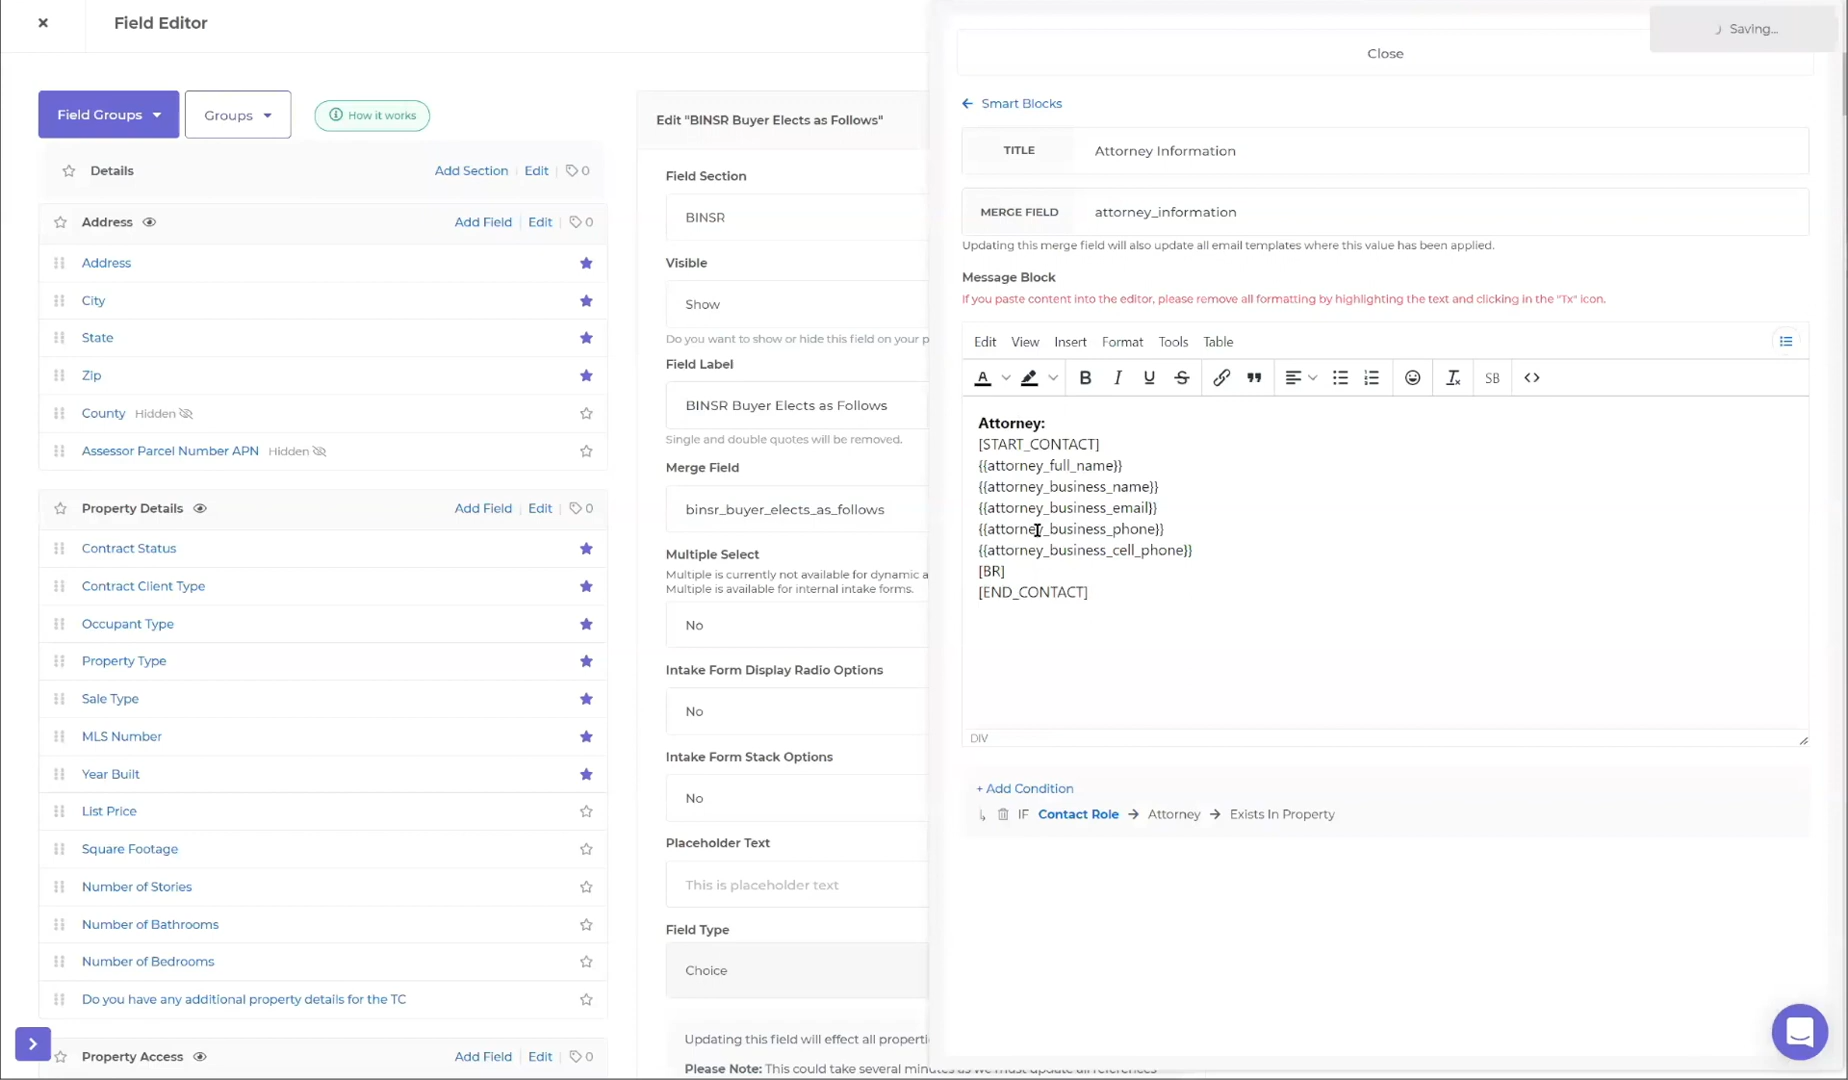 Field Editor
Field Groups
Groups
How it works
Details
Add Section
Edit
0
Address
Add Field
Edit
0
Address
City
State
Zip
County Hidden
Assessor Parcel Number APN Hidden
Property Details
Add Field
Edit
0
Contract Status
Contract Client Type
Occupant Type
Property Type
Sale Type
MLS Number
Year Built
List Price
Square Footage
Number of Stories
Number of Bathrooms
Number of Bedrooms
Do you have any additional property details for the TC
Property Access
Add Field
Edit
0
Edit "BINSR Buyer Elects as Follows"
Field Section
BINSR
Visible
Show
Do you want to show or hide this field on your p
Field Label
BINSR Buyer Elects as Follows
Single and double quotes will be removed.
Merge Field
binsr_buyer_elects_as_follows
Multiple Select
Multiple is currently not available for dynamic a
Multiple is available for internal intake forms.
No
Intake Form Display Radio Options
No
Intake Form Stack Options
No
Placeholder Text
This is placeholder text
Field Type
Choice
Updating this field will effect all properti
Please Note: This could take several minutes as we must update all references
Saving...
Close
Smart Blocks
TITLE
Attorney Information
MERGE FIELD
attorney_information
Updating this merge field will also update all email templates where this value has been applied.
Message Block
If you paste content into the editor, please remove all formatting by highlighting the text and clicking in the "Tx" icon.
Edit View Insert Format Tools Table
SB
Attorney:
[START_CONTACT]
{{attorney_full_name}}
{{attorney_business_name}}
{{attorney_business_email}}
{{attorney_business_phone}}
{{attorney_business_cell_phone}}
[BR]
[END_CONTACT]
DIV
+ Add Condition
IF Contact Role → Attorney → Exists In Property